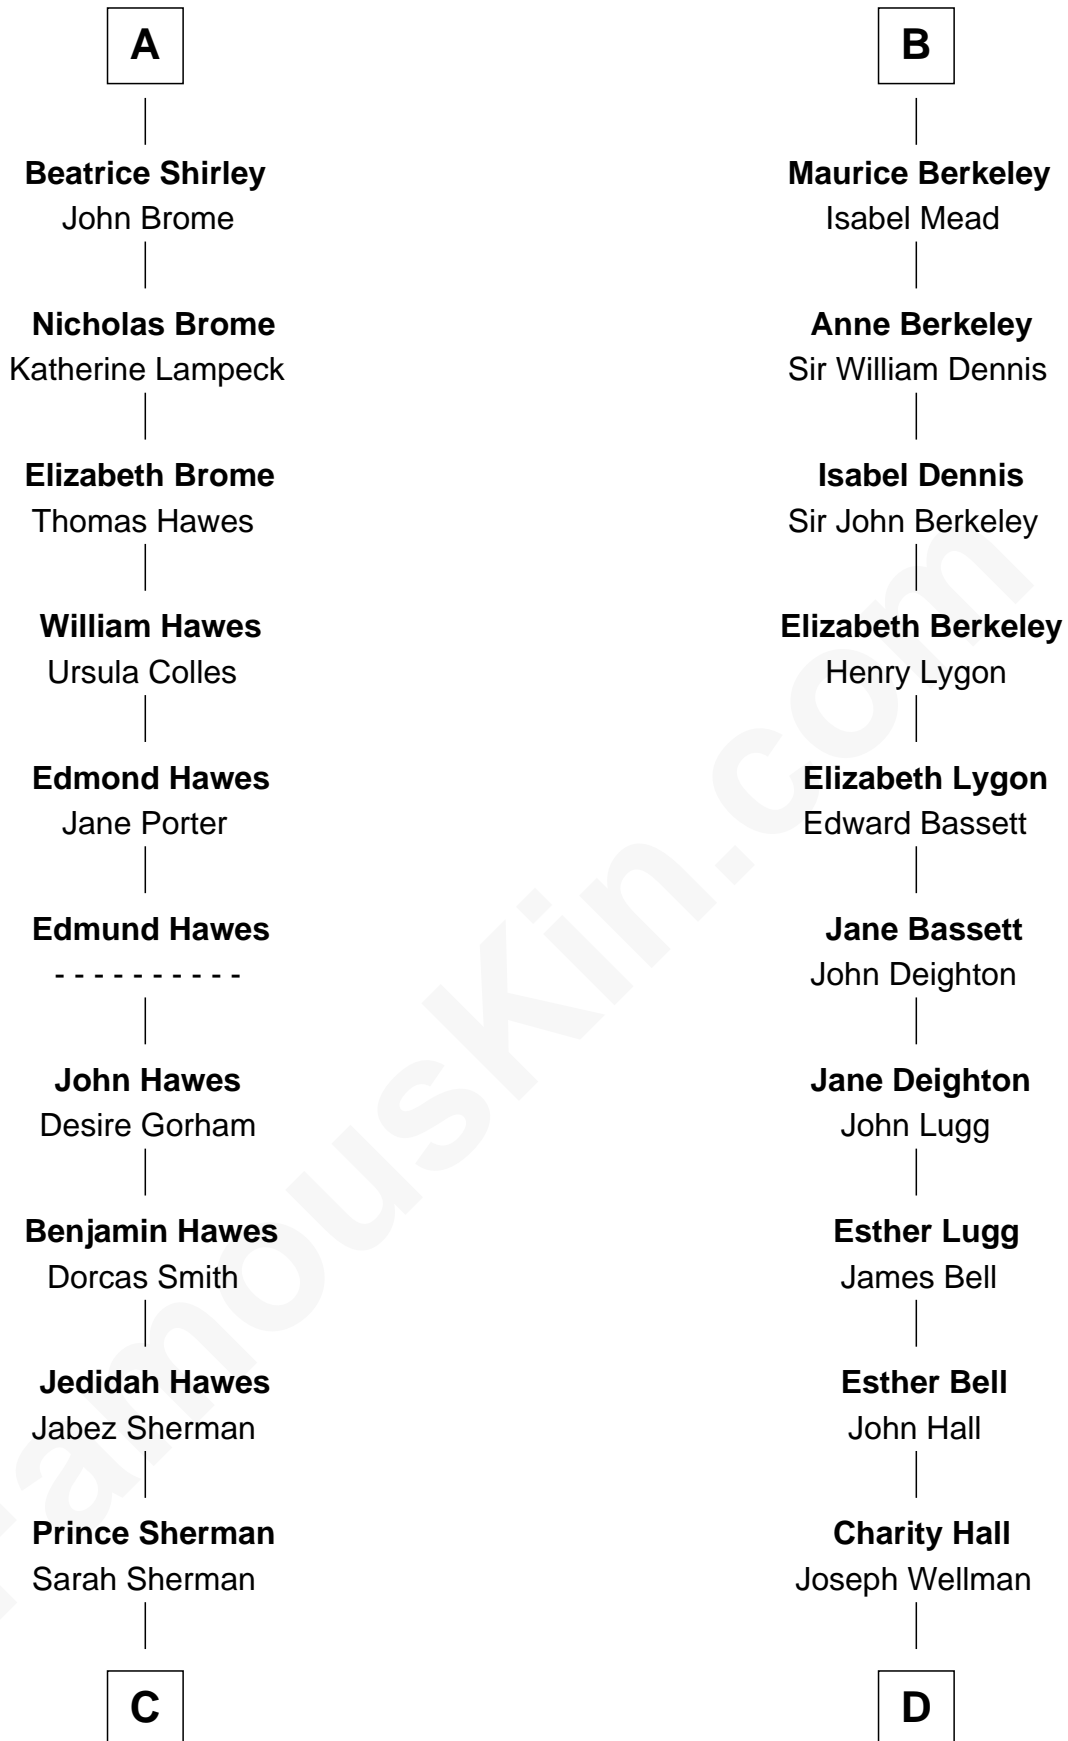 A
Beatrice Shirley
John Brome
Nicholas Brome
Katherine Lampeck
Elizabeth Brome
Thomas Hawes
William Hawes
Ursula Colles
Edmond Hawes
Jane Porter
Edmund Hawes
- - - - - - - - - -
John Hawes
Desire Gorham
Benjamin Hawes
Dorcas Smith
Jedidah Hawes
Jabez Sherman
Prince Sherman
Sarah Sherman
C
B
Maurice Berkeley
Isabel Mead
Anne Berkeley
Sir William Dennis
Isabel Dennis
Sir John Berkeley
Elizabeth Berkeley
Henry Lygon
Elizabeth Lygon
Edward Bassett
Jane Bassett
John Deighton
Jane Deighton
John Lugg
Esther Lugg
James Bell
Esther Bell
John Hall
Charity Hall
Joseph Wellman
D
FamousKin.com